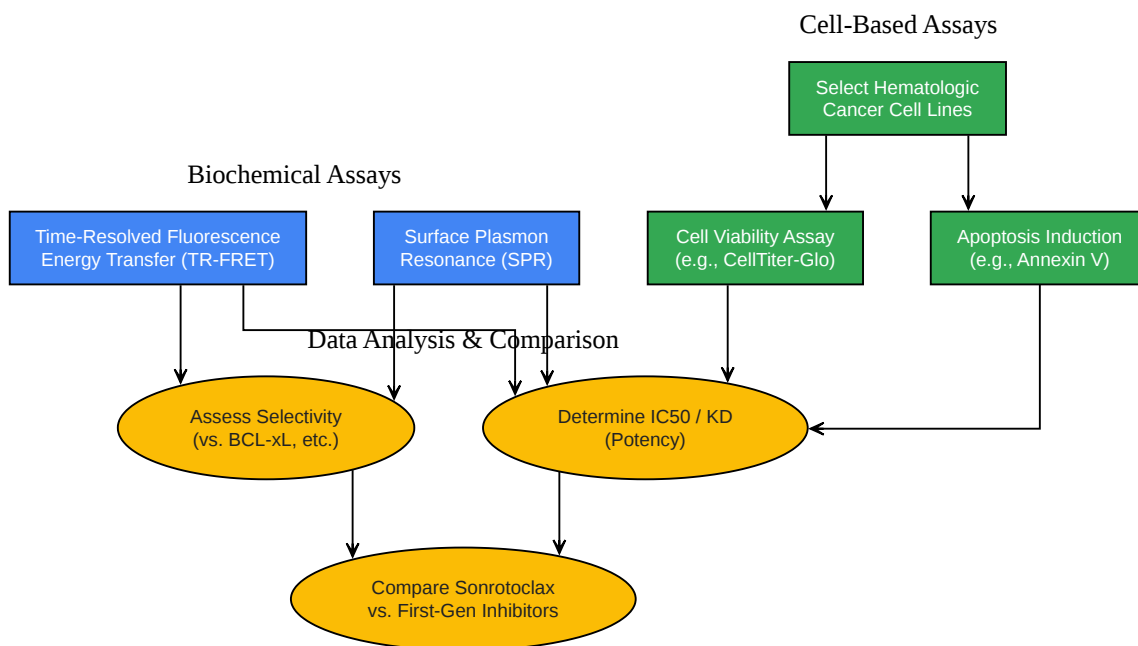 Cell-Based Assays
Select Hematologic
Cancer Cell Lines
Biochemical Assays
Time-Resolved Fluorescence
Energy Transfer (TR-FRET)
Surface Plasmon
Resonance (SPR)
Cell Viability Assay
(e.g., CellTiter-Glo)
Apoptosis Induction
(e.g., Annexin V)
Data Analysis & Comparison
Assess Selectivity
(vs. BCL-xL, etc.)
Determine IC50 / KD
(Potency)
Compare Sonrotoclax
vs. First-Gen Inhibitors